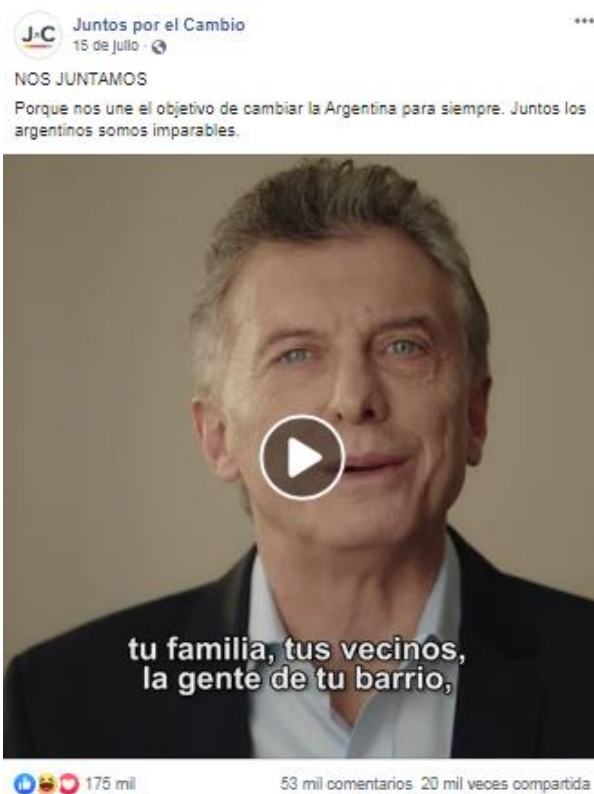 JxC
Juntos por el Cambio
15 de julio ·
NOS JUNTAMOS
Porque nos une el objetivo de cambiar la Argentina para siempre. Juntos los
argentinos somos imparables.
tu familia, tus vecinos,
la gente de tu barrio,
175 mil
53 mil comentarios 20 mil veces compartida